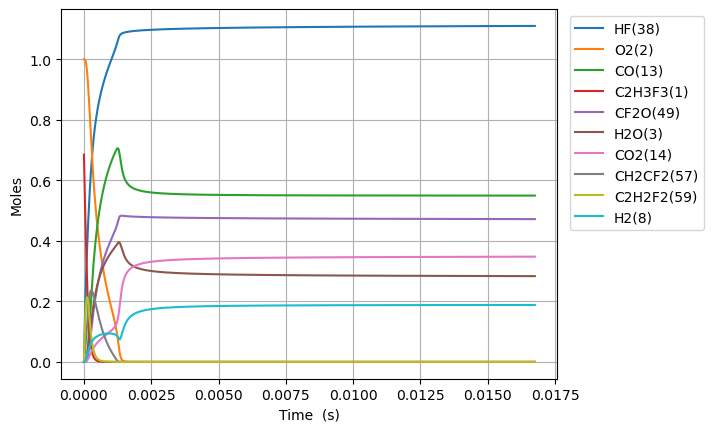 1.0
0.8
0.6
0.4
0.2
0.0
Moles
0.0000 0.0025 0.0050 0.0075 0.0100 0.0125 0.0150 0.0175
Time (s)
HF(38)
O2(2)
CO(13)
C2H3F3(1)
CF2O(49)
H2O(3)
CO2(14)
CH2CF2(57)
C2H2F2(59)
H2(8)